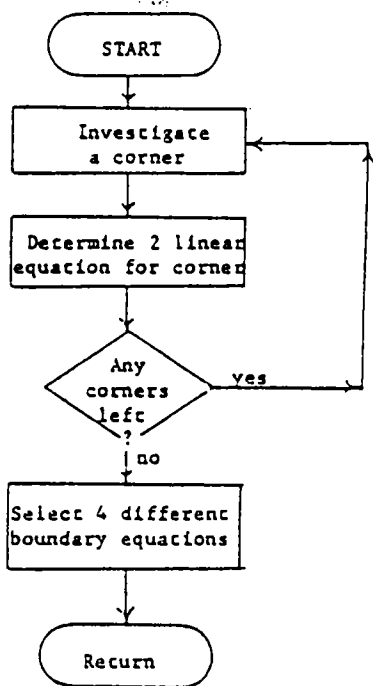 START
Investigate
a corner
Determine 2 linear
equation for corner
Any
corners
left
?
yes
no
Select 4 different
boundary equations
Return